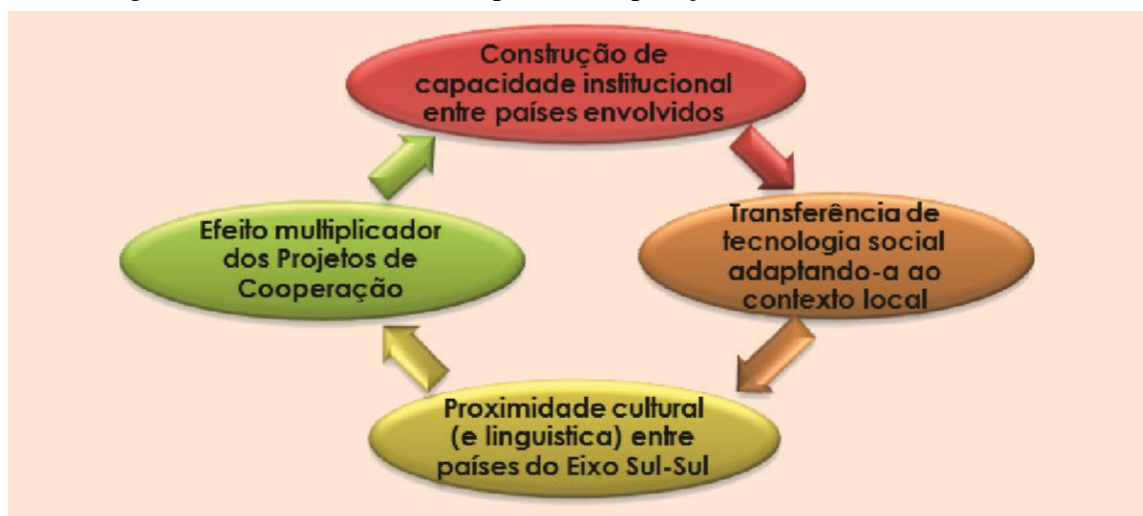 Construção de
capacidade institucional
entre países envolvidos
Efeito multiplicador
dos Projetos de
Cooperação
Transferência de
tecnologia social
adaptando-a ao
contexto local
Proximidade cultural
(e linguistica) entre
países do Eixo Sul-Sul